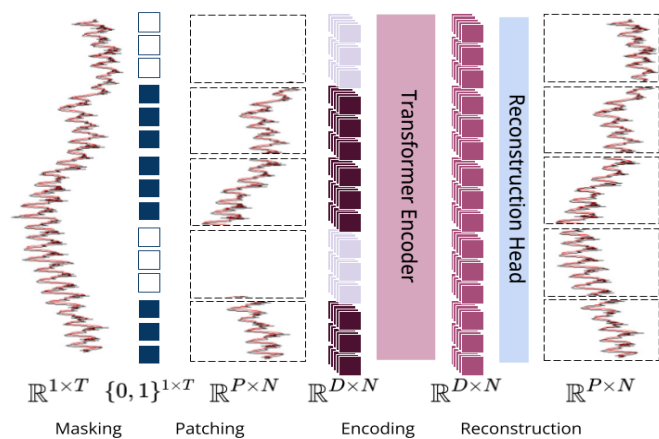 Transformer Encoder
Reconstruction Head
ℝ^{1×T} {0, 1}^{1×T} ℝ^{P×N} ℝ^{D×N} ℝ^{D×N} ℝ^{P×N}
Masking Patching Encoding Reconstruction